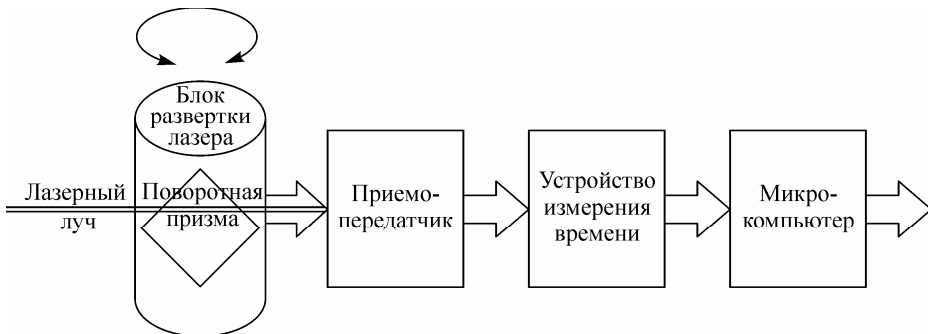 Блок
развертки
лазера
Лазерный
луч
Поворотная
призма
Приемо-
передатчик
Устройство
измерения
времени
Микро-
компьютер